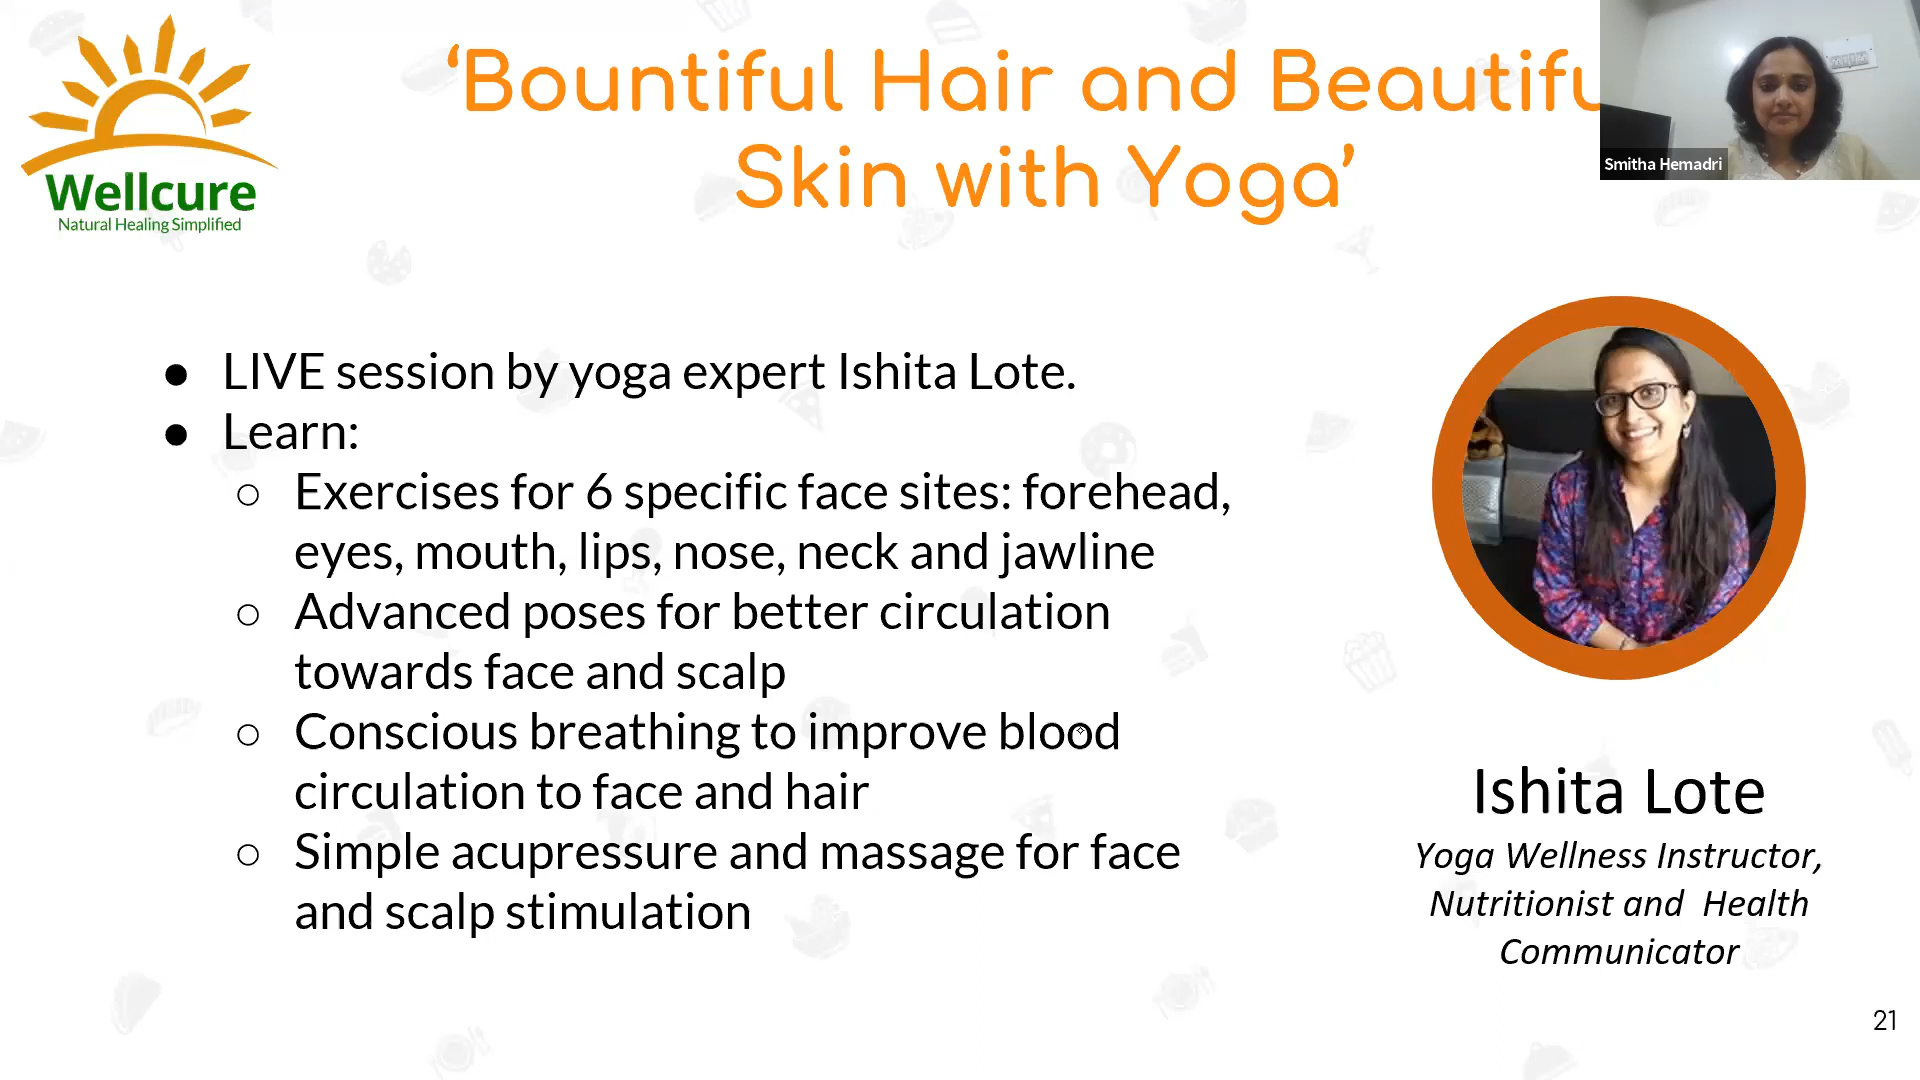 ‘Bountiful Hair and Beautifu
Skin with Yoga’
Smitha Hemadri
Wellcure
Natural Healing Simplified
● LIVE session by yoga expert Ishita Lote.
● Learn:
○ Exercises for 6 specific face sites: forehead,
eyes, mouth, lips, nose, neck and jawline
○ Advanced poses for better circulation
towards face and scalp
○ Conscious breathing to improve blood
circulation to face and hair
○ Simple acupressure and massage for face
and scalp stimulation
Ishita Lote
Yoga Wellness Instructor,
Nutritionist and Health
Communicator
21